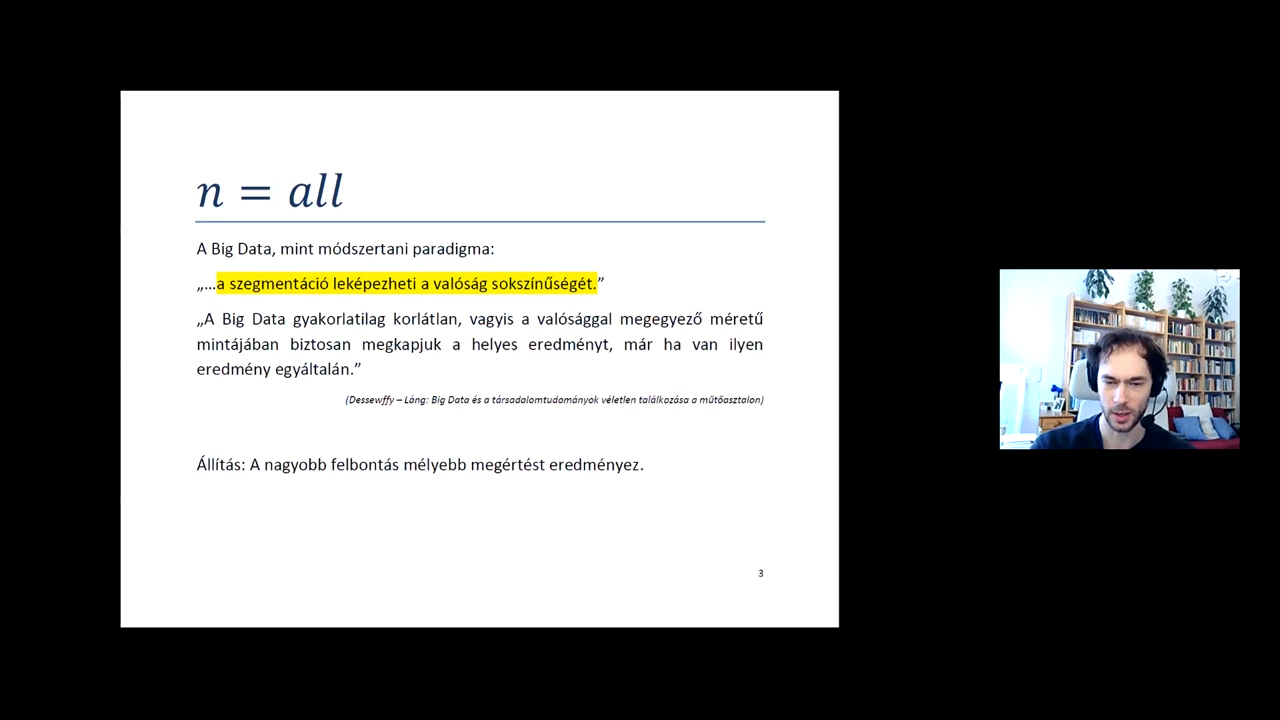 n = all
A Big Data, mint módszertani paradigma:
„…a szegmentáció leképezheti a valóság sokszínűségét.”
„A Big Data gyakorlatilag korlátlan, vagyis a valósággal megegyező méretű
mintájában biztosan megkapjuk a helyes eredményt, már ha van ilyen
eredmény egyáltalán.”
(Dessewffy – Láng: Big Data és a társadalomtudományok véletlen találkozása a műtőasztalon)
Állítás: A nagyobb felbontás mélyebb megértést eredményez.
3